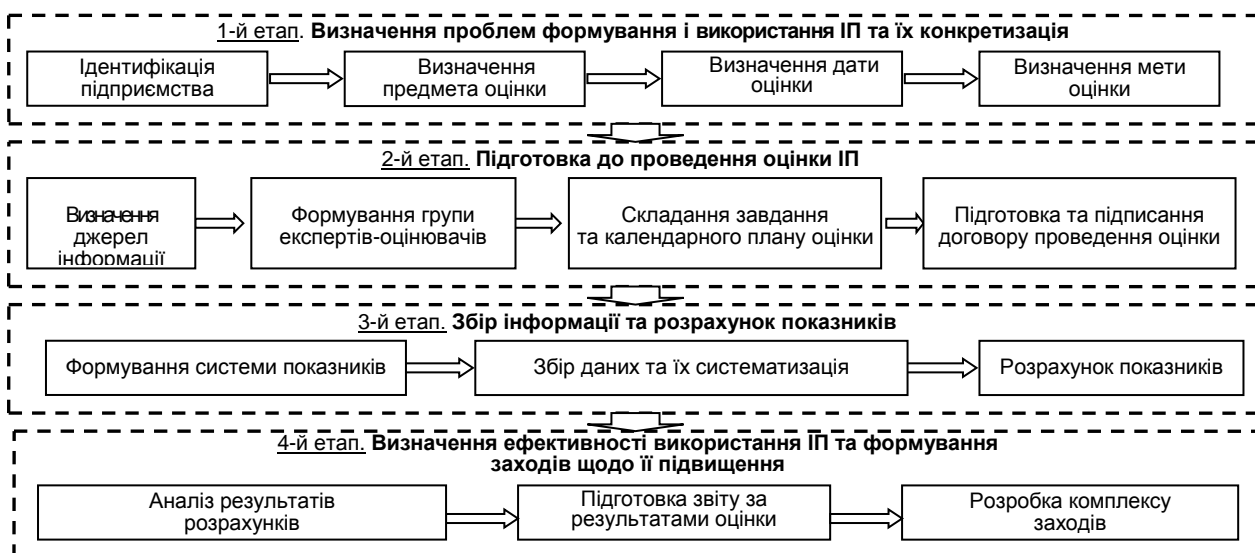 1-й етап. Визначення проблем формування і використання ІП та їх конкретизація
Ідентифікація
підприємства
Визначення
предмета оцінки
Визначення дати
оцінки
Визначення мети
оцінки
2-й етап. Підготовка до проведення оцінки ІП
Визначення
джерел
інформації
Формування групи
експертів-оцінювачів
Складання завдання
та календарного плану оцінки
Підготовка та підписання
договору проведення оцінки
3-й етап. Збір інформації та розрахунок показників
Формування системи показників
Збір даних та їх систематизація
Розрахунок показників
4-й етап. Визначення ефективності використання ІП та формування
заходів щодо її підвищення
Аналіз результатів
розрахунків
Підготовка звіту за
результатами оцінки
Розробка комплексу
заходів